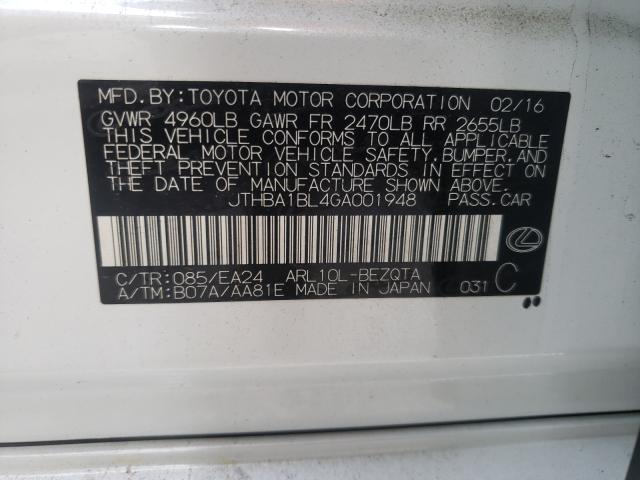 MFD. BY: TOYOTA MOTOR CORPORATION 02/16
GVWR 4960LB GAWR FR 2470LB RR 2655LB
THIS VEHICLE CONFORMS TO ALL APPLICABLE
FEDERAL MOTOR VEHICLE SAFETY, BUMPER, AND
THEFT PREVENTION STANDARDS IN EFFECT ON
THE DATE OF MANUFACTURE SHOWN ABOVE.
JTHBA1BL4GA001948 PASS. CAR
C/TR: 085/EA24 ARL10L-BEZQTA
A/TM: B07A/AA81E MADE IN JAPAN 031 C